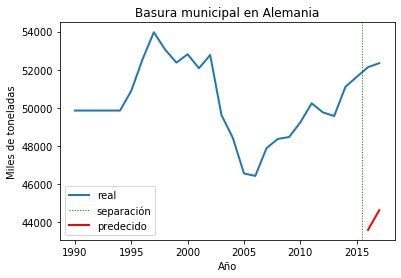 Basura municipal en Alemania
Miles de toneladas
54000
52000
50000
48000
46000
44000
real
separación
predecido
1990
1995
2000
2005
2010
2015
Año